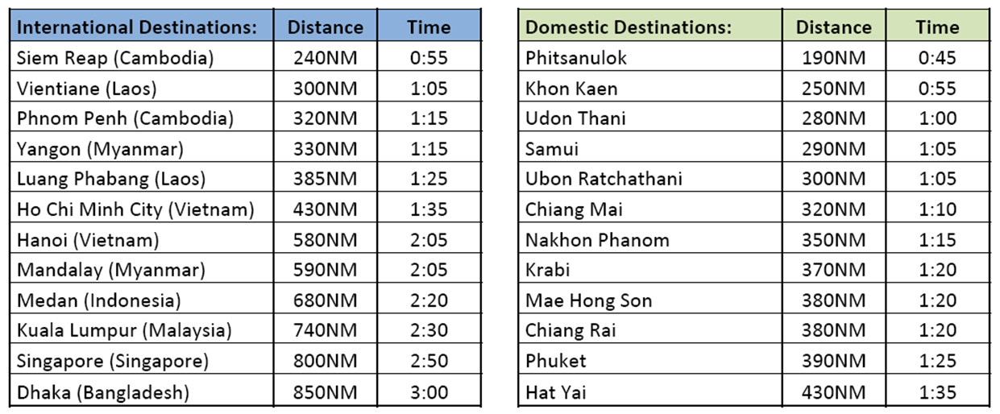 International Destinations: Distance Time
Siem Reap (Cambodia) 240NM 0:55
Vientiane (Laos) 300NM 1:05
Phnom Penh (Cambodia) 320NM 1:15
Yangon (Myanmar) 330NM 1:15
Luang Phabang (Laos) 385NM 1:25
Ho Chi Minh City (Vietnam) 430NM 1:35
Hanoi (Vietnam) 580NM 2:05
Mandalay (Myanmar) 590NM 2:05
Medan (Indonesia) 680NM 2:20
Kuala Lumpur (Malaysia) 740NM 2:30
Singapore (Singapore) 800NM 2:50
Dhaka (Bangladesh) 850NM 3:00
Domestic Destinations: Distance Time
Phitsanulok 190NM 0:45
Khon Kaen 250NM 0:55
Udon Thani 280NM 1:00
Samui 290NM 1:05
Ubon Ratchathani 300NM 1:05
Chiang Mai 320NM 1:10
Nakhon Phanom 350NM 1:15
Krabi 370NM 1:20
Mae Hong Son 380NM 1:20
Chiang Rai 380NM 1:20
Phuket 390NM 1:25
Hat Yai 430NM 1:35